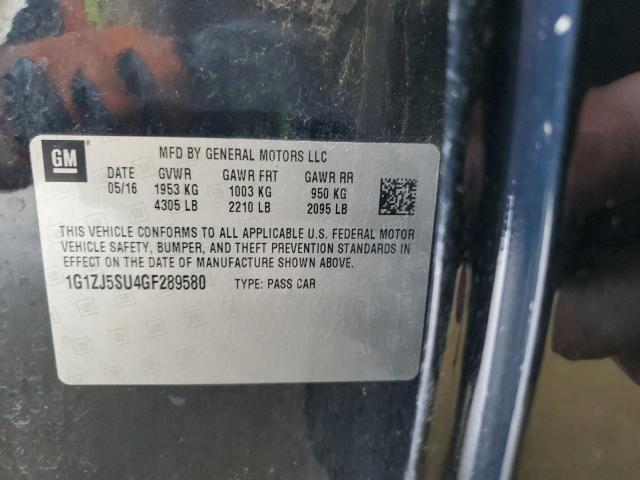 GM
MFD BY GENERAL MOTORS LLC
DATE GVWR GAWR FRT GAWR RR
05/16 1953 KG 1003 KG 950 KG
4305 LB 2210 LB 2095 LB
THIS VEHICLE CONFORMS TO ALL APPLICABLE U.S. FEDERAL MOTOR
VEHICLE SAFETY, BUMPER, AND THEFT PREVENTION STANDARDS IN
EFFECT ON THE DATE OF MANUFACTURE SHOWN ABOVE.
1G1ZJ5SU4GF289580 TYPE: PASS CAR